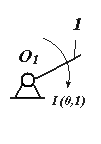 1
O₁
I (0,1)